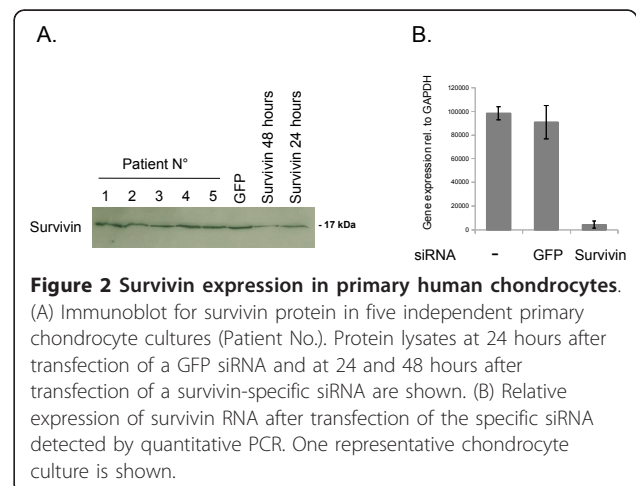 A.
B.
Patient N°
1 2 3 4 5 GFP Survivin 48 hours Survivin 24 hours
Survivin
- 17 kDa
Gene expression rel. to GAPDH
120000
100000
80000
60000
40000
20000
0
siRNA - GFP Survivin
Figure 2 Survivin expression in primary human chondrocytes.
(A) Immunoblot for survivin protein in five independent primary
chondrocyte cultures (Patient No.). Protein lysates at 24 hours after
transfection of a GFP siRNA and at 24 and 48 hours after
transfection of a survivin-specific siRNA are shown. (B) Relative
expression of survivin RNA after transfection of the specific siRNA
detected by quantitative PCR. One representative chondrocyte
culture is shown.